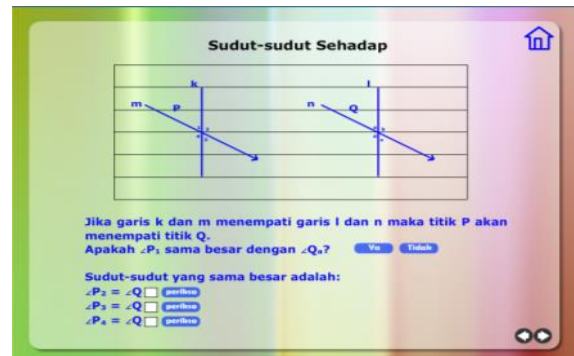 Sudut-sudut Sehadap
k
l
m
P
n
Q
Jika garis k dan m menempati garis l dan n maka titik P akan
menempati titik Q.
Apakah ∠P₁ sama besar dengan ∠Qₐ? Ya Tidak
Sudut-sudut yang sama besar adalah:
∠P₂ = ∠Q periksa
∠P₃ = ∠Q periksa
∠P₄ = ∠Q periksa